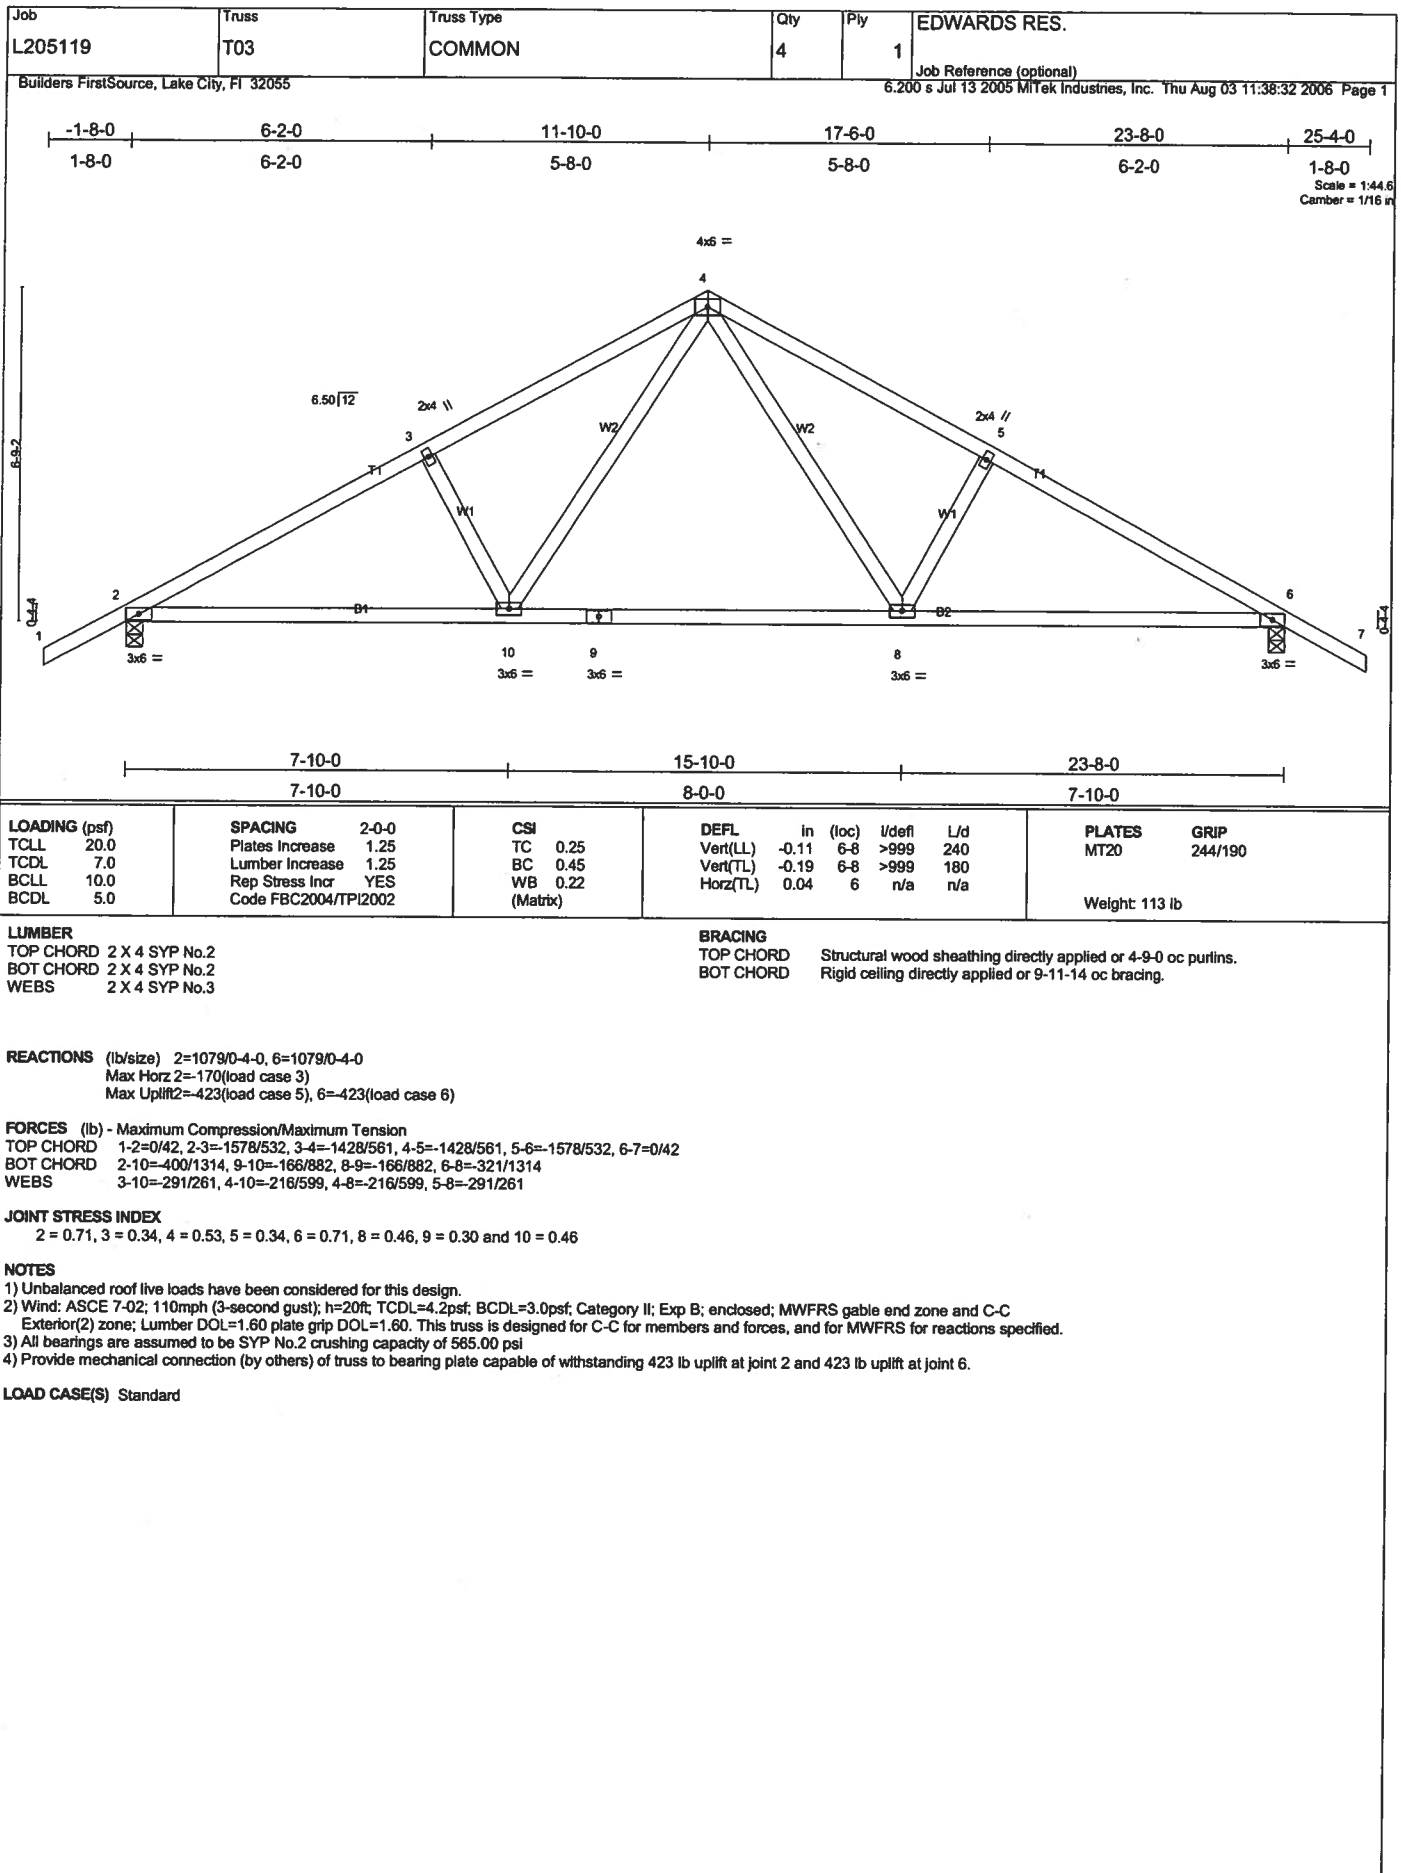 Job Truss Truss Type Qty Ply EDWARDS RES.
L205119 T03 COMMON 4 1
Job Reference (optional)
Builders FirstSource, Lake City, Fl 32055 6.200 s Jul 13 2005 MiTek Industries, Inc. Thu Aug 03 11:38:32 2006 Page 1
-1-8-0 6-2-0 11-10-0 17-6-0 23-8-0 25-4-0
1-8-0 6-2-0 5-8-0 5-8-0 6-2-0 1-8-0
Scale = 1:44.6
Camber = 1/16 in
4x6 =
4
6.50 12
2x4 \\
2x4 //
3
5
W2 W2
6-9-2
T1 T1
W1 W1
2 6
0-4-4 B1 B2 0-4-4
1 7
3x6 = 10 9 8 3x6 =
3x6 = 3x6 = 3x6 =
7-10-0 15-10-0 23-8-0
7-10-0 8-0-0 7-10-0
LOADING (psf) SPACING 2-0-0 CSI DEFL in (loc) l/defl L/d PLATES GRIP
TCLL 20.0 Plates Increase 1.25 TC 0.25 Vert(LL) -0.11 6-8 >999 240 MT20 244/190
TCDL 7.0 Lumber Increase 1.25 BC 0.45 Vert(TL) -0.19 6-8 >999 180
BCLL 10.0 Rep Stress Incr YES WB 0.22 Horz(TL) 0.04 6 n/a n/a
BCDL 5.0 Code FBC2004/TPI2002 (Matrix) Weight: 113 lb
LUMBER
TOP CHORD 2 X 4 SYP No.2
BOT CHORD 2 X 4 SYP No.2
WEBS 2 X 4 SYP No.3
BRACING
TOP CHORD Structural wood sheathing directly applied or 4-9-0 oc purlins.
BOT CHORD Rigid ceiling directly applied or 9-11-14 oc bracing.
REACTIONS (lb/size) 2=1079/0-4-0, 6=1079/0-4-0
Max Horz 2=-170(load case 3)
Max Uplift2=-423(load case 5), 6=-423(load case 6)
FORCES (lb) - Maximum Compression/Maximum Tension
TOP CHORD 1-2=0/42, 2-3=-1578/532, 3-4=-1428/561, 4-5=-1428/561, 5-6=-1578/532, 6-7=0/42
BOT CHORD 2-10=-400/1314, 9-10=-166/882, 8-9=-166/882, 6-8=-321/1314
WEBS 3-10=-291/261, 4-10=-216/599, 4-8=-216/599, 5-8=-291/261
JOINT STRESS INDEX
2 = 0.71, 3 = 0.34, 4 = 0.53, 5 = 0.34, 6 = 0.71, 8 = 0.46, 9 = 0.30 and 10 = 0.46
NOTES
1) Unbalanced roof live loads have been considered for this design.
2) Wind: ASCE 7-02; 110mph (3-second gust); h=20ft; TCDL=4.2psf; BCDL=3.0psf; Category II; Exp B; enclosed; MWFRS gable end zone and C-C
Exterior(2) zone; Lumber DOL=1.60 plate grip DOL=1.60. This truss is designed for C-C for members and forces, and for MWFRS for reactions specified.
3) All bearings are assumed to be SYP No.2 crushing capacity of 565.00 psi
4) Provide mechanical connection (by others) of truss to bearing plate capable of withstanding 423 lb uplift at joint 2 and 423 lb uplift at joint 6.
LOAD CASE(S) Standard